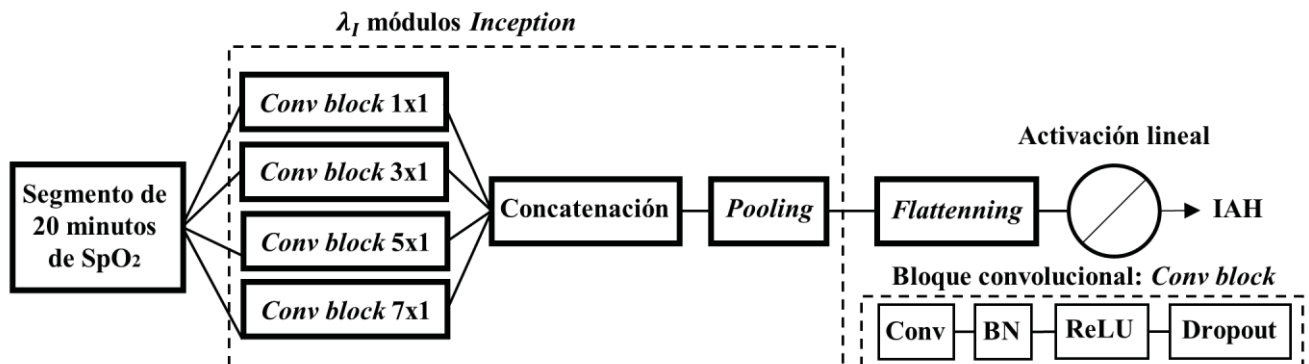 λI módulos Inception
Segmento de
20 minutos
de SpO2
Conv block 1x1
Conv block 3x1
Conv block 5x1
Conv block 7x1
Concatenación
Pooling
Flattenning
Activación lineal
IAH
Bloque convolucional: Conv block
Conv
BN
ReLU
Dropout